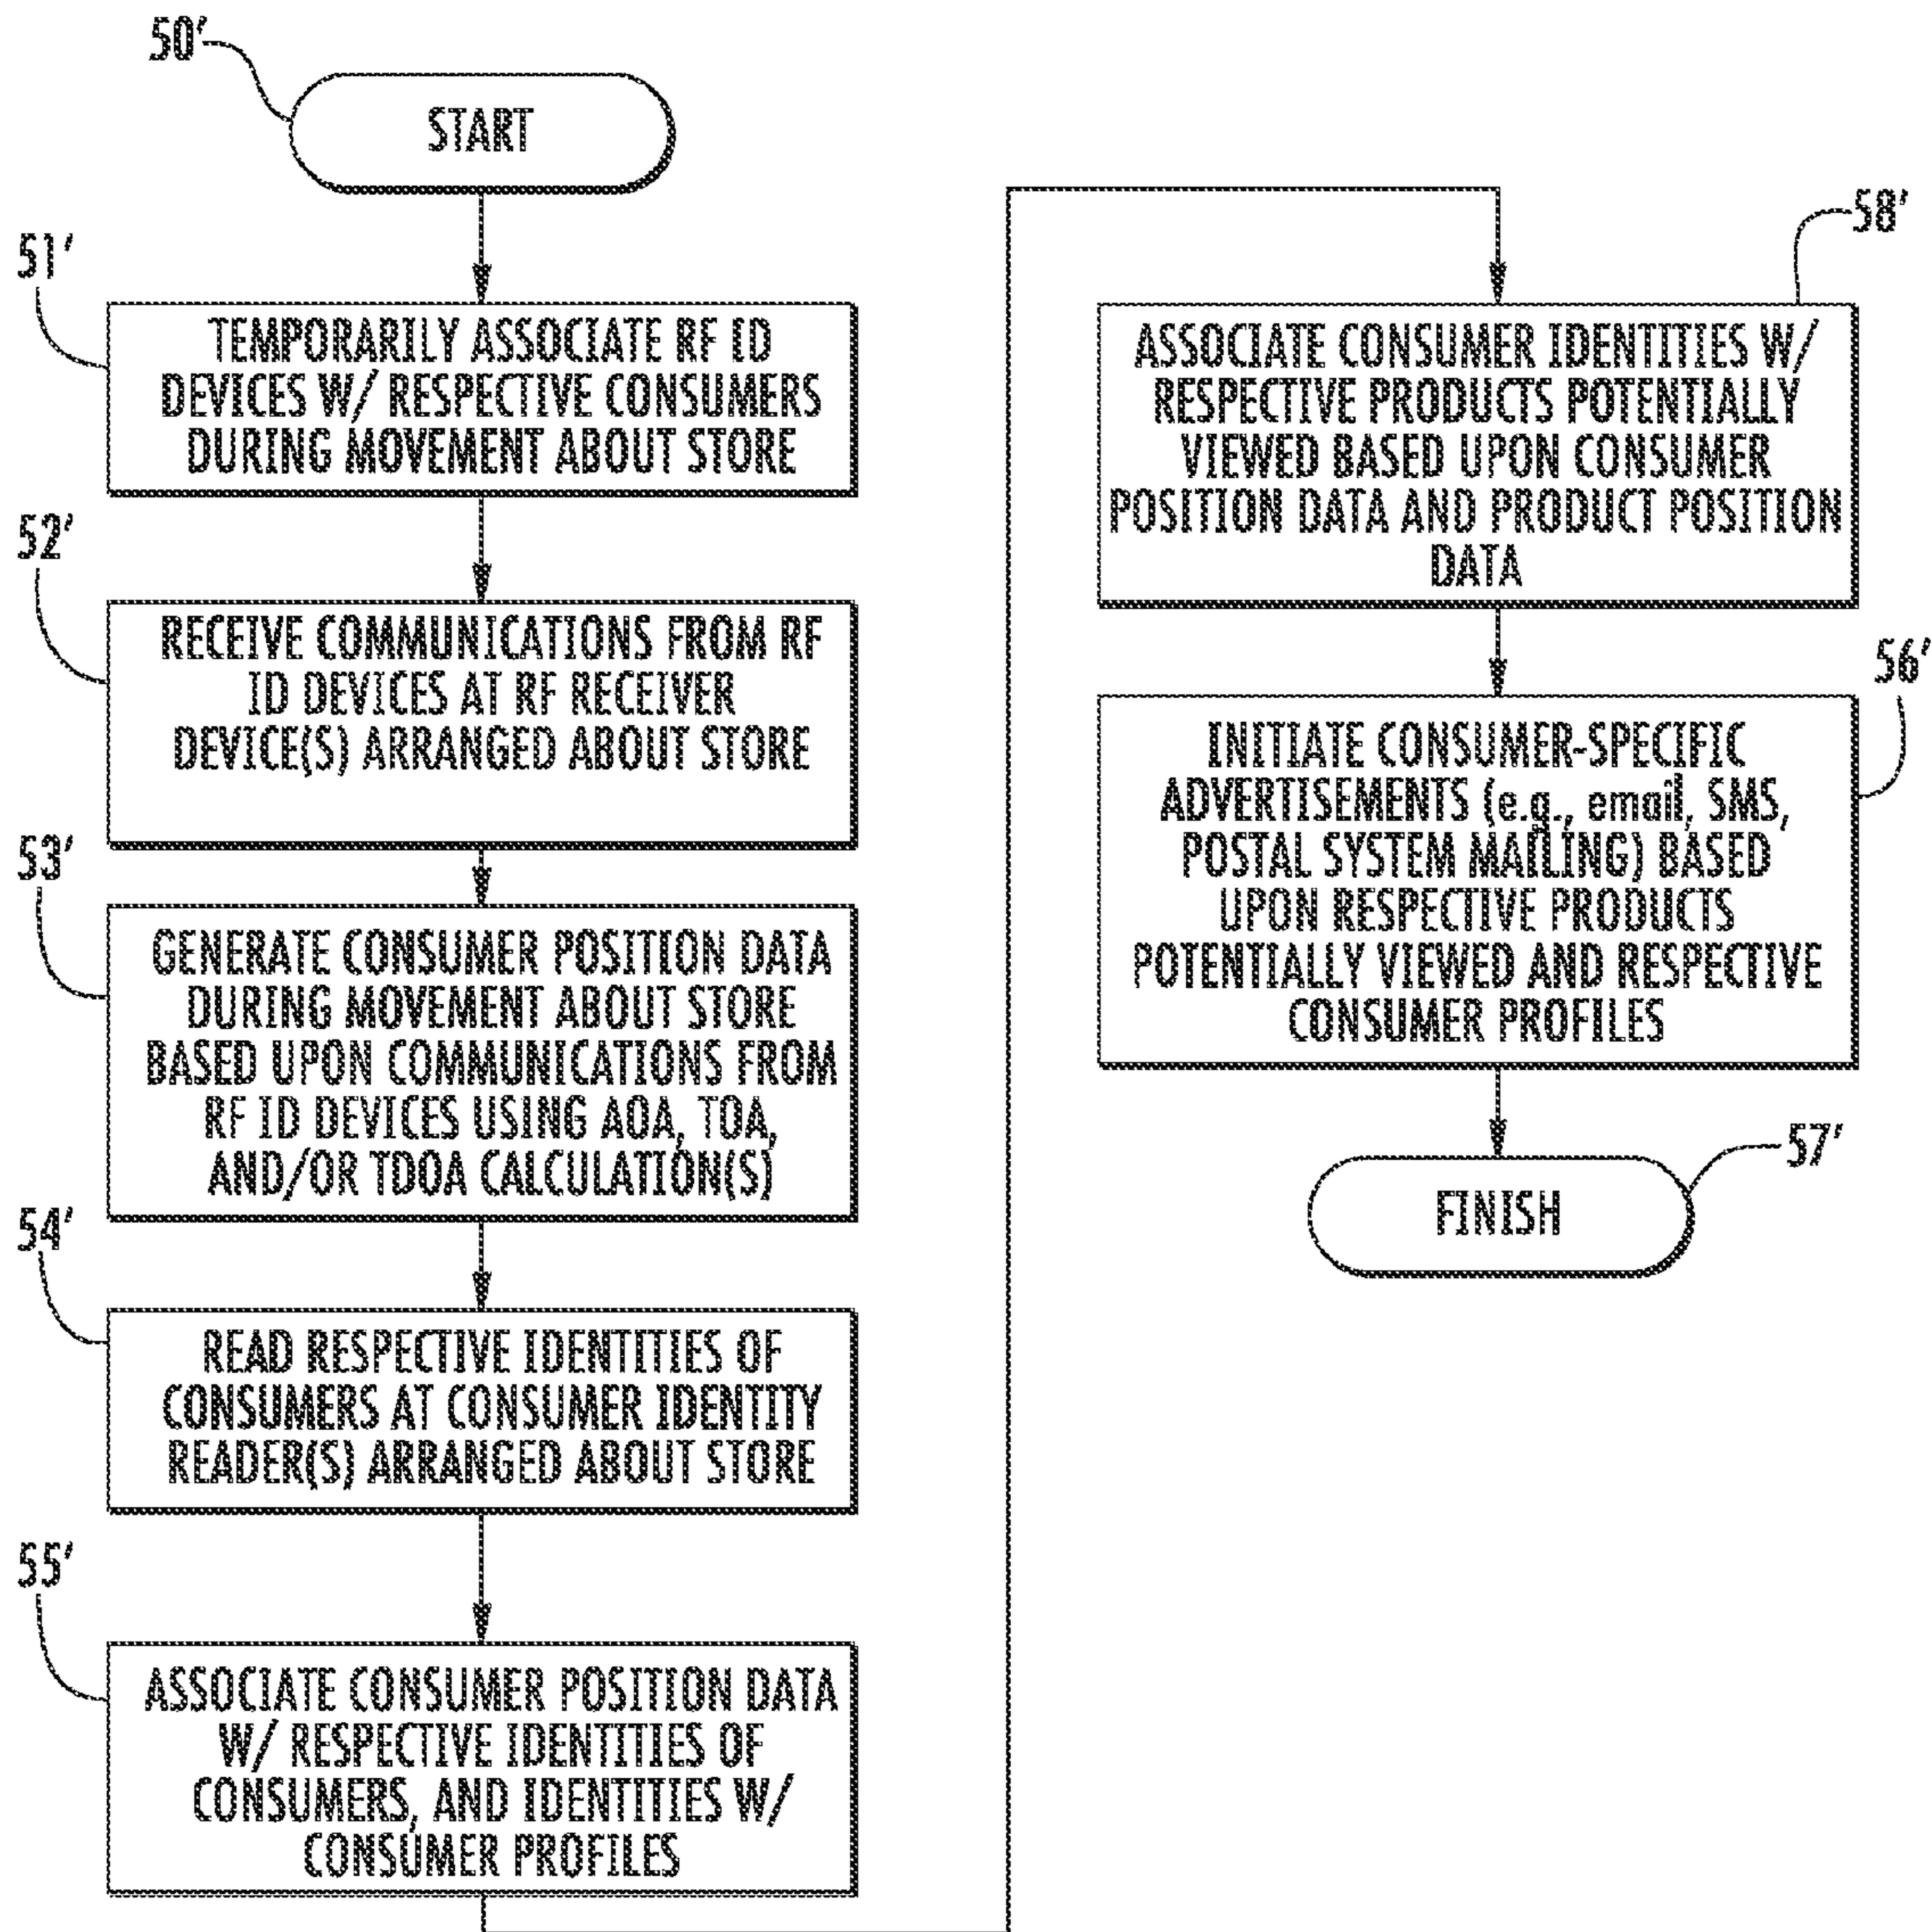 50'
START
51'
TEMPORARILY ASSOCIATE RF ID
DEVICES W/ RESPECTIVE CONSUMERS
DURING MOVEMENT ABOUT STORE
52'
RECEIVE COMMUNICATIONS FROM RF
ID DEVICES AT RF RECEIVER
DEVICE(S) ARRANGED ABOUT STORE
53'
GENERATE CONSUMER POSITION DATA
DURING MOVEMENT ABOUT STORE
BASED UPON COMMUNICATIONS FROM
RF ID DEVICES USING AOA, TOA,
AND/OR TDOA CALCULATION(S)
54'
READ RESPECTIVE IDENTITIES OF
CONSUMERS AT CONSUMER IDENTITY
READER(S) ARRANGED ABOUT STORE
55'
ASSOCIATE CONSUMER POSITION DATA
W/ RESPECTIVE IDENTITIES OF
CONSUMERS, AND IDENTITIES W/
CONSUMER PROFILES
58'
ASSOCIATE CONSUMER IDENTITIES W/
RESPECTIVE PRODUCTS POTENTIALLY
VIEWED BASED UPON CONSUMER
POSITION DATA AND PRODUCT POSITION
DATA
56'
INITIATE CONSUMER-SPECIFIC
ADVERTISEMENTS (e.g., email, SMS,
POSTAL SYSTEM MAILING) BASED
UPON RESPECTIVE PRODUCTS
POTENTIALLY VIEWED AND RESPECTIVE
CONSUMER PROFILES
57'
FINISH